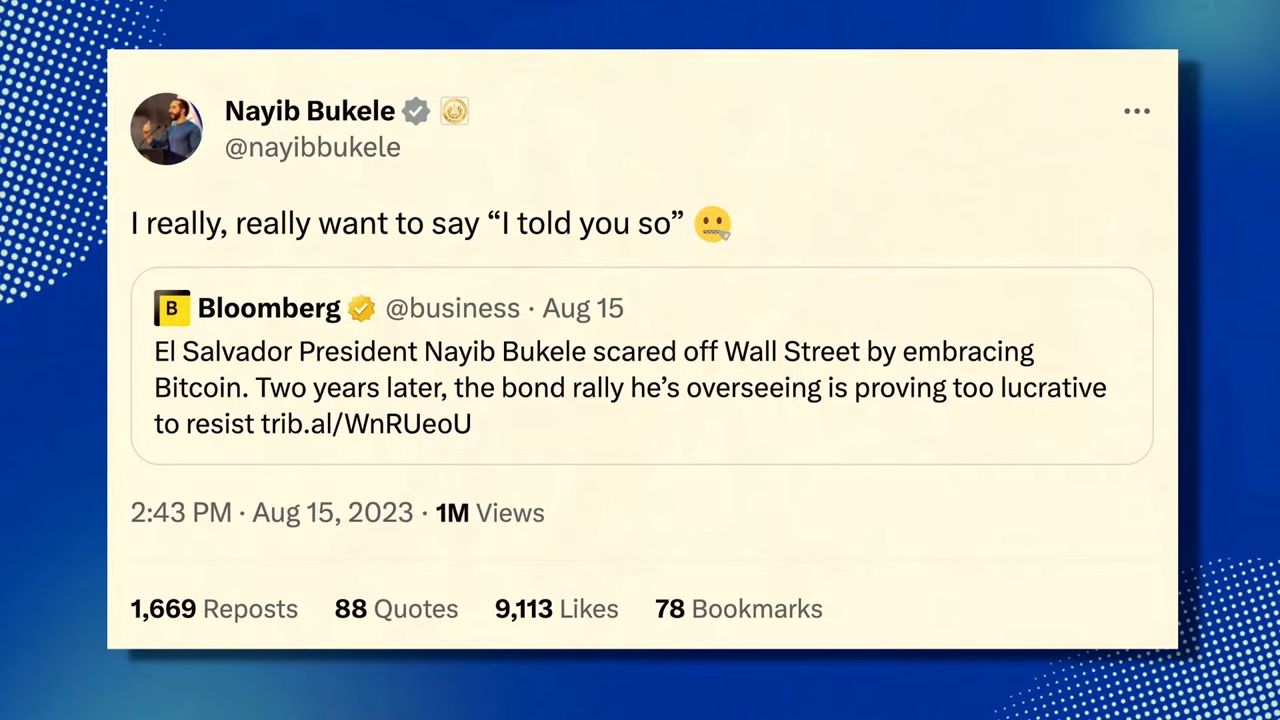 Nayib Bukele
@nayibbukele
I really, really want to say “I told you so” 🤐
B Bloomberg @business · Aug 15
El Salvador President Nayib Bukele scared off Wall Street by embracing
Bitcoin. Two years later, the bond rally he’s overseeing is proving too lucrative
to resist trib.al/WnRUeoU
2:43 PM · Aug 15, 2023 · 1M Views
1,669 Reposts 88 Quotes 9,113 Likes 78 Bookmarks